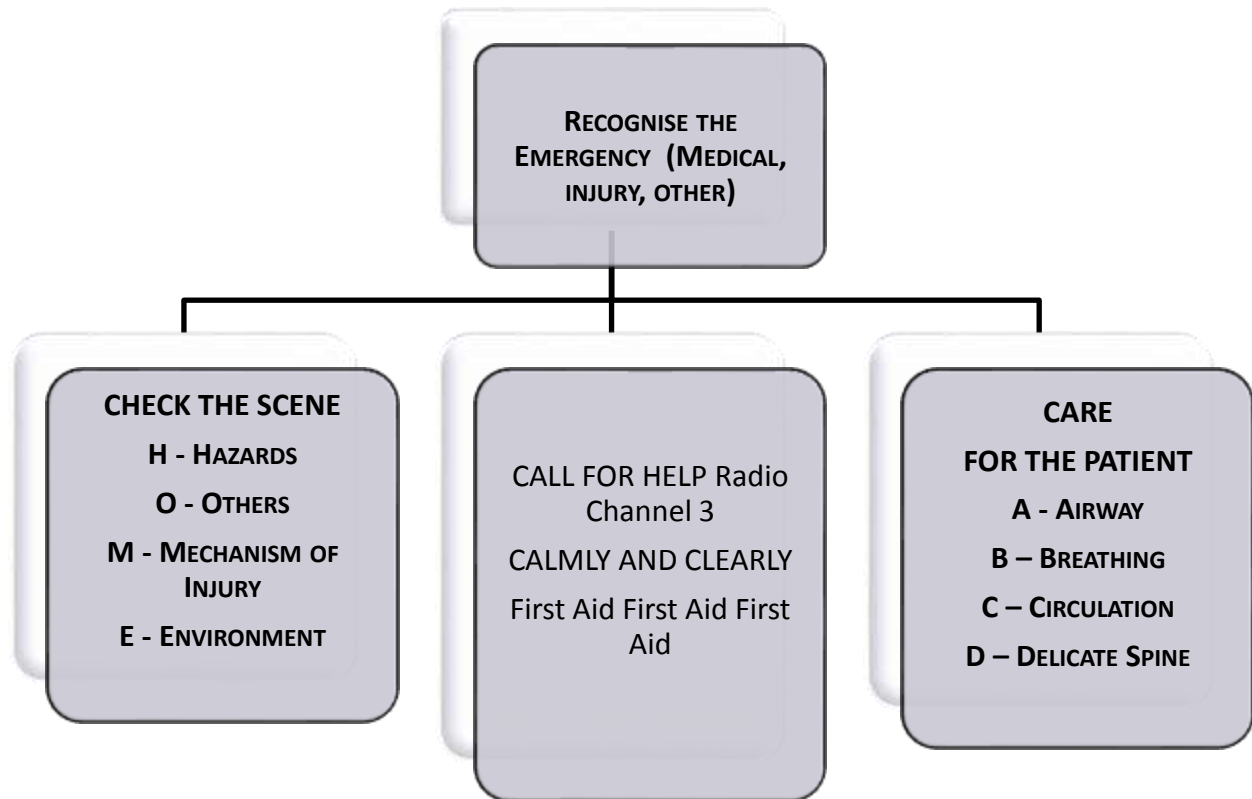 RECOGNISE THE
EMERGENCY (MEDICAL,
INJURY, OTHER)
CHECK THE SCENE
H - HAZARDS
O - OTHERS
M - MECHANISM OF
INJURY
E - ENVIRONMENT
CALL FOR HELP Radio
Channel 3
CALMLY AND CLEARLY
First Aid First Aid First
Aid
CARE
FOR THE PATIENT
A - AIRWAY
B – BREATHING
C – CIRCULATION
D – DELICATE SPINE